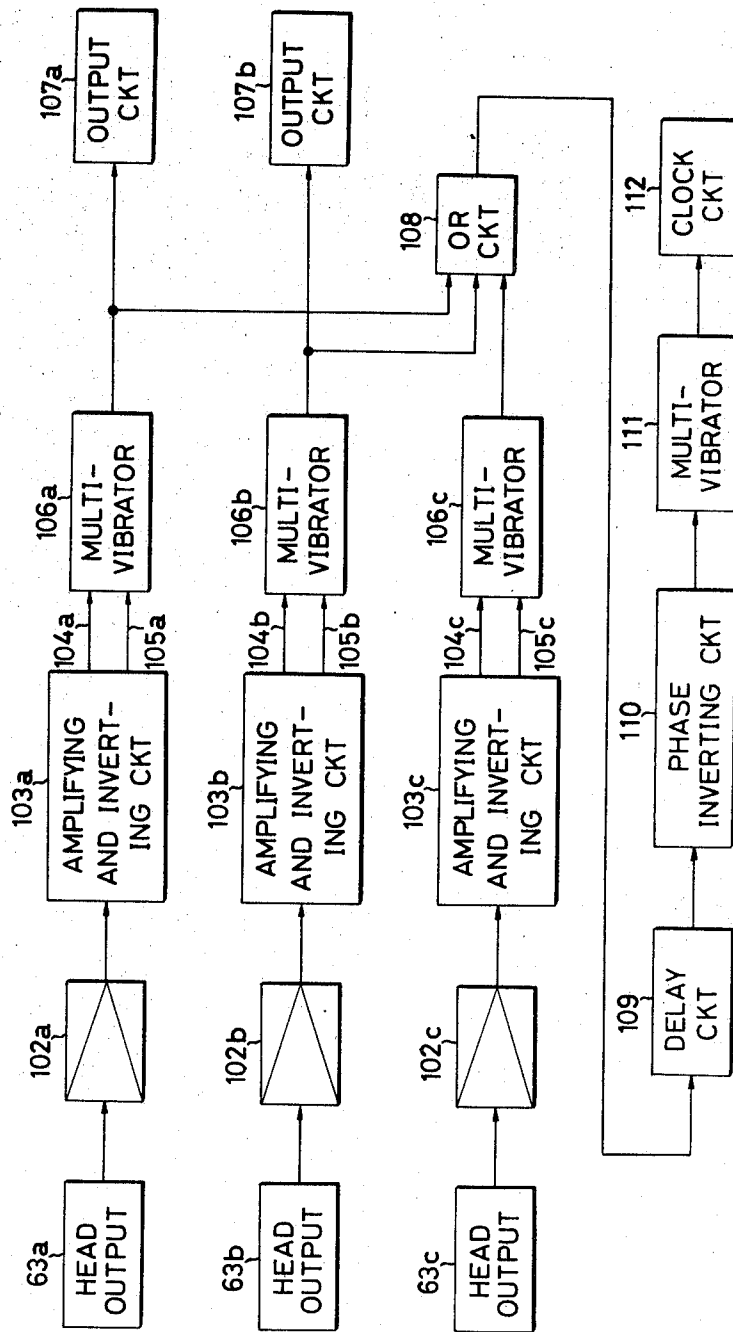 63a
HEAD
OUTPUT
102a
103a
AMPLIFYING
AND INVERT-
ING CKT
104a
105a
106a
MULTI-
VIBRATOR
107a
OUTPUT
CKT
63b
HEAD
OUTPUT
102b
103b
AMPLIFYING
AND INVERT-
ING CKT
104b
105b
106b
MULTI-
VIBRATOR
107b
OUTPUT
CKT
63c
HEAD
OUTPUT
102c
103c
AMPLIFYING
AND INVERT-
ING CKT
104c
105c
106c
MULTI-
VIBRATOR
108
OR
CKT
109
DELAY
CKT
110
PHASE
INVERTING CKT
111
MULTI-
VIBRATOR
112
CLOCK
CKT